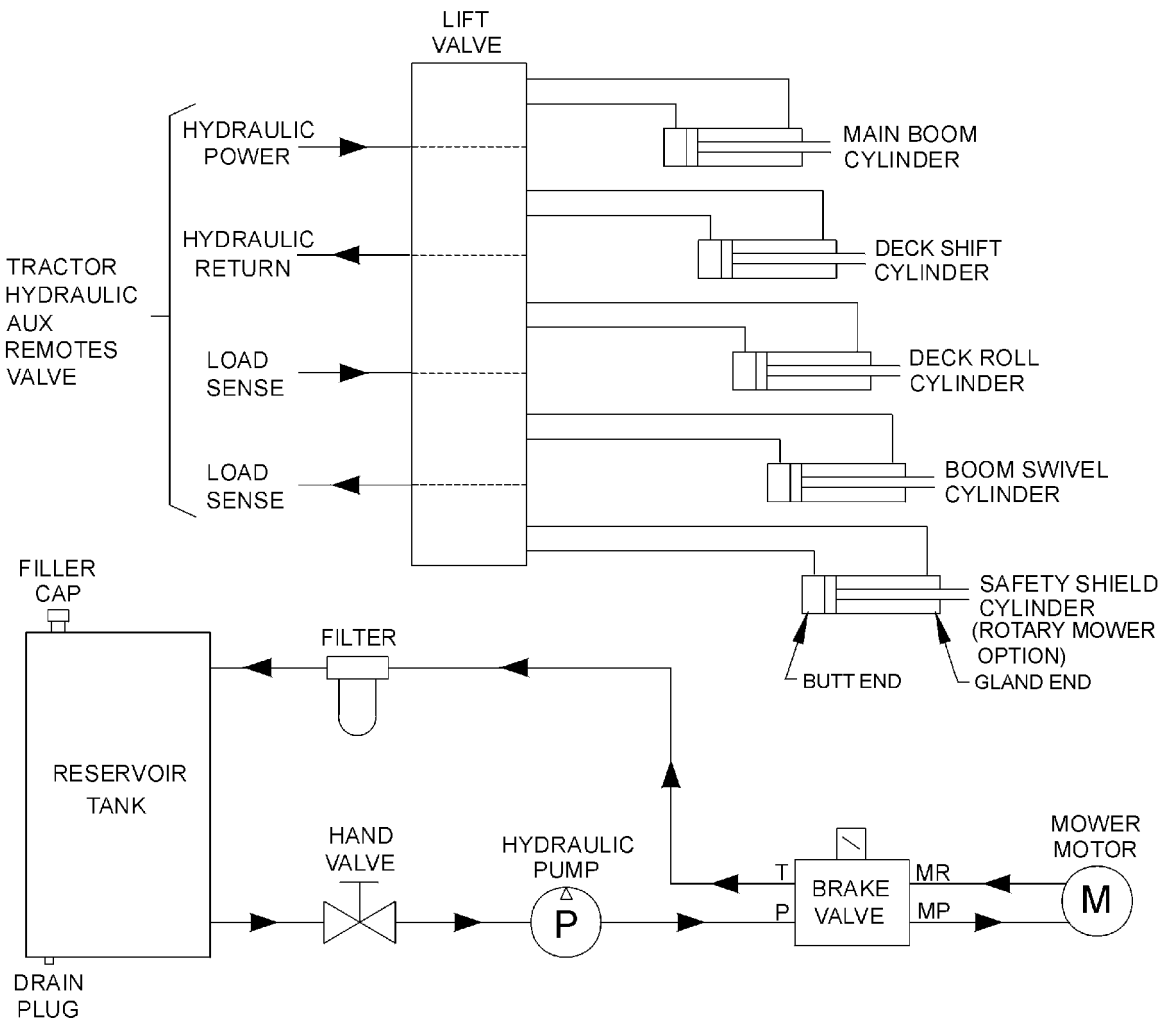 LIFT
VALVE
HYDRAULIC
POWER
MAIN BOOM
CYLINDER
HYDRAULIC
RETURN
DECK SHIFT
CYLINDER
TRACTOR
HYDRAULIC
AUX
REMOTES
VALVE
LOAD
SENSE
DECK ROLL
CYLINDER
LOAD
SENSE
BOOM SWIVEL
CYLINDER
SAFETY SHIELD
CYLINDER
(ROTARY MOWER
OPTION)
BUTT END
GLAND END
FILLER
CAP
FILTER
RESERVOIR
TANK
HAND
VALVE
HYDRAULIC
PUMP
P
T
P
BRAKE
VALVE
MR
MP
MOWER
MOTOR
M
DRAIN
PLUG